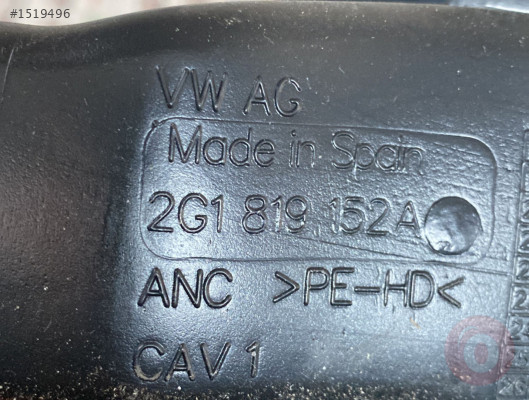 #1519496
VW AG
Made in Spain
2G1 819 152A
ANC >PE-HD<
CAV 1